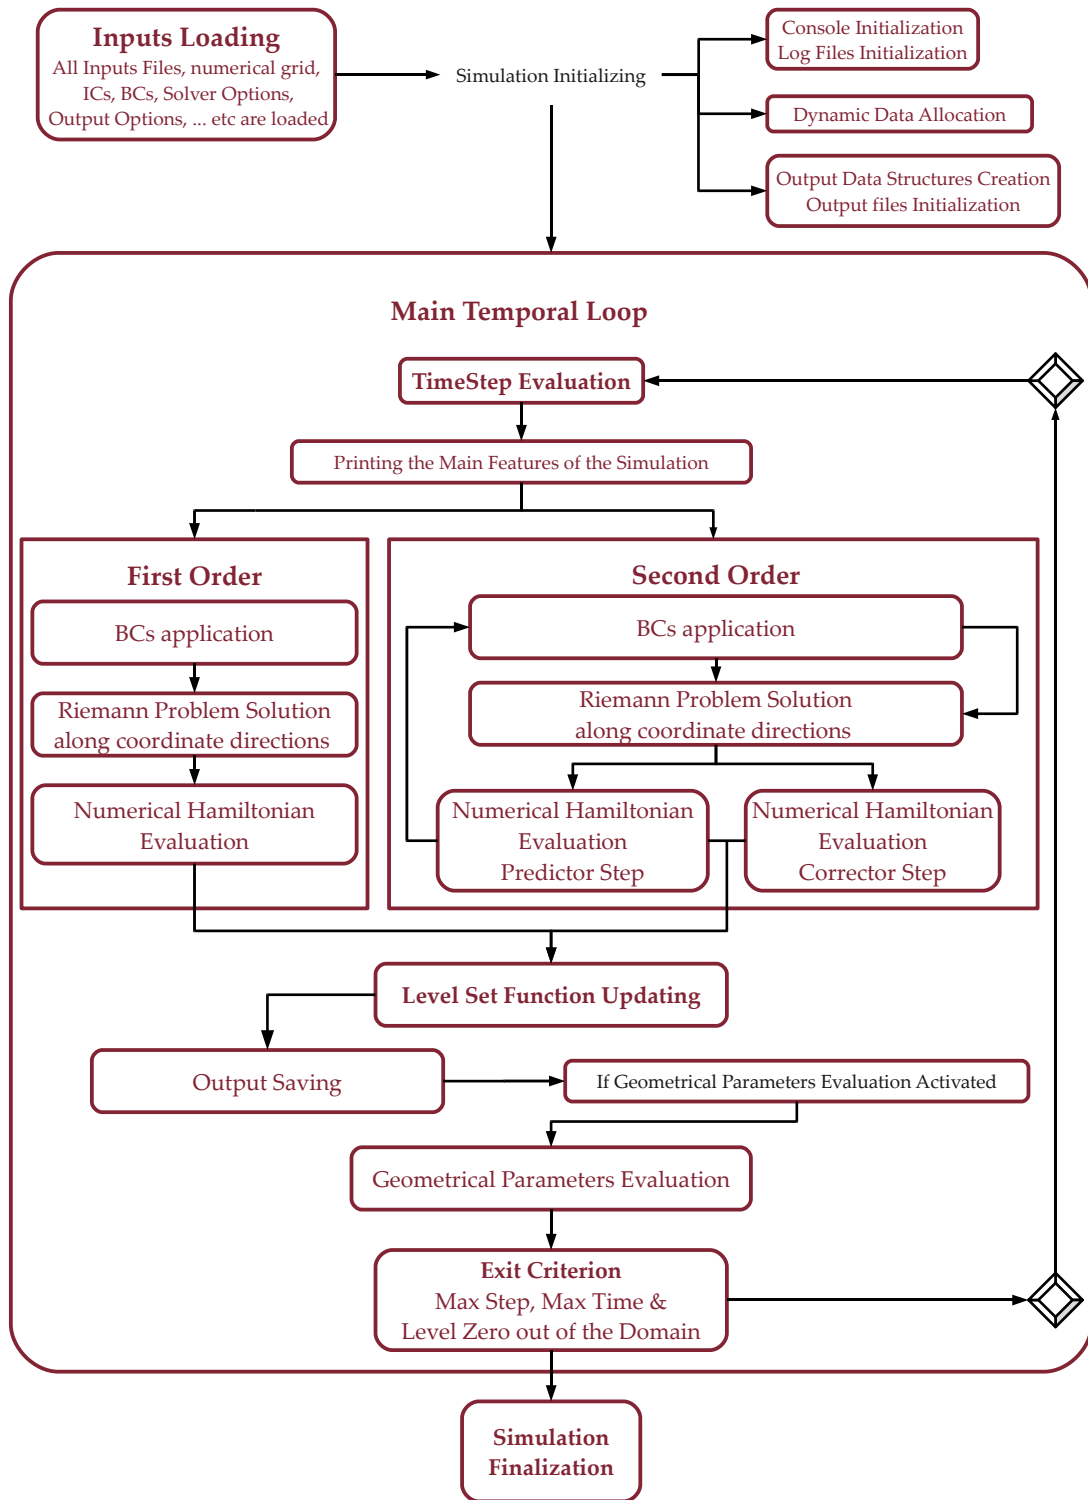 Inputs Loading
All Inputs Files, numerical grid,
ICs, BCs, Solver Options,
Output Options, ... etc are loaded
Simulation Initializing
Console Initialization
Log Files Initialization
Dynamic Data Allocation
Output Data Structures Creation
Output files Initialization
Main Temporal Loop
TimeStep Evaluation
Printing the Main Features of the Simulation
First Order
BCs application
Riemann Problem Solution
along coordinate directions
Numerical Hamiltonian
Evaluation
Second Order
BCs application
Riemann Problem Solution
along coordinate directions
Numerical Hamiltonian
Evaluation
Predictor Step
Numerical Hamiltonian
Evaluation
Corrector Step
Level Set Function Updating
Output Saving
If Geometrical Parameters Evaluation Activated
Geometrical Parameters Evaluation
Exit Criterion
Max Step, Max Time &
Level Zero out of the Domain
Simulation
Finalization